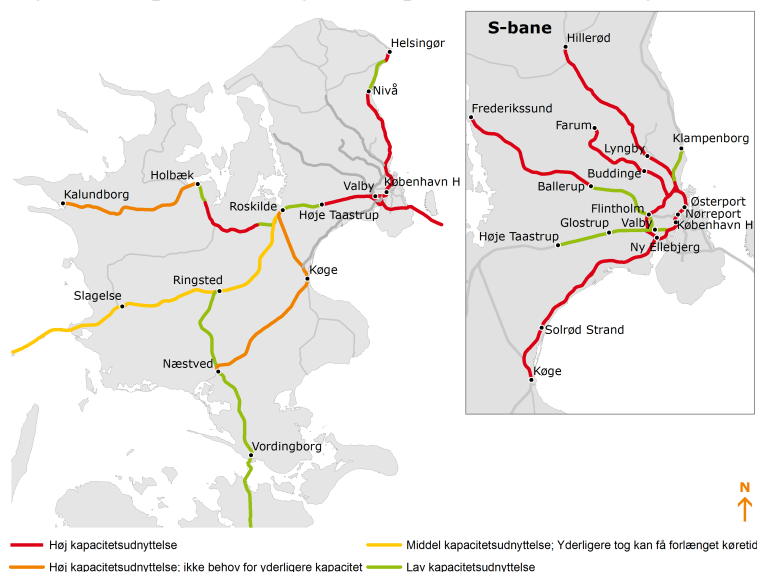 S-bane
Helsingør
Nivå
Holbæk
Kalundborg
Roskilde
Valby
København H
Høje Taastrup
Køge
Ringsted
Slagelse
Næstved
Vordingborg
Hillerød
Frederikssund
Farum
Klampenborg
Lyngby
Buddinge
Ballerup
Østerport
Flintholm
Nørreport
Glostrup
Valby
København H
Høje Taastrup
Ny Ellebjerg
Solrød Strand
Køge
N
Høj kapacitetsudnyttelse
Middel kapacitetsudnyttelse; Yderligere tog kan få forlænget køretid
Høj kapacitetsudnyttelse; ikke behov for yderligere kapacitet
Lav kapacitetsudnyttelse